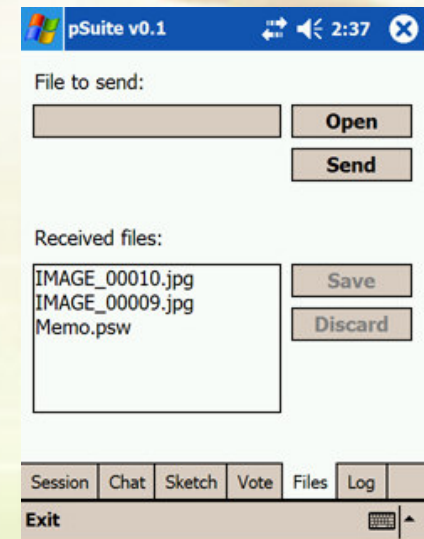 pSuite v0.1 2:37
File to send:
Open
Send
Received files:
IMAGE_00010.jpg
IMAGE_00009.jpg
Memo.psw
Save
Discard
Session Chat Sketch Vote Files Log
Exit